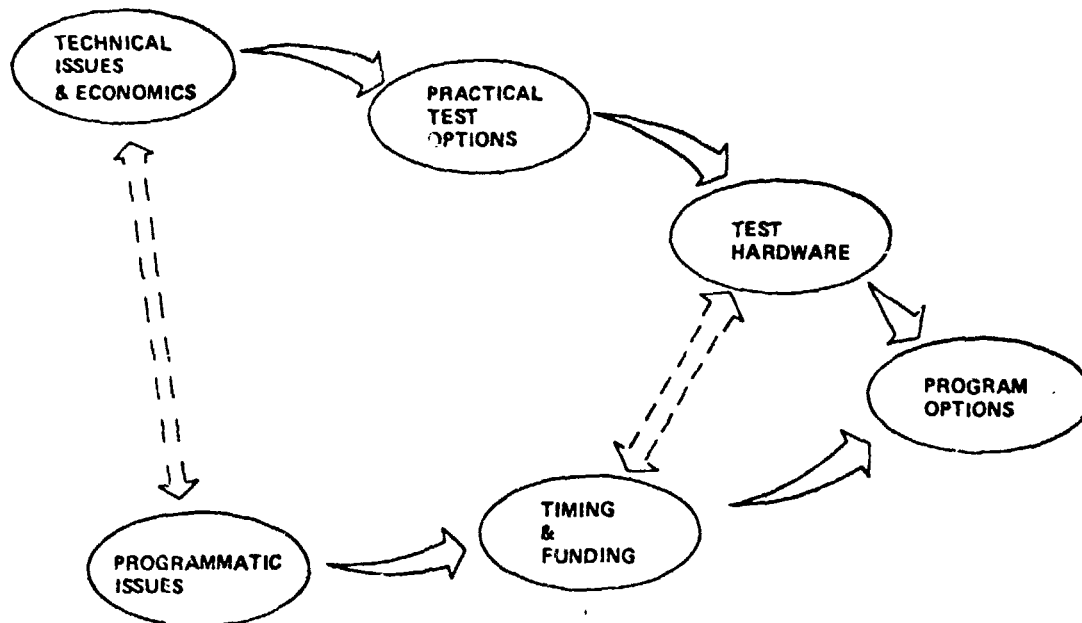 TECHNICAL
ISSUES
& ECONOMICS
PRACTICAL
TEST
OPTIONS
TEST
HARDWARE
PROGRAM
OPTIONS
TIMING
&
FUNDING
PROGRAMMATIC
ISSUES